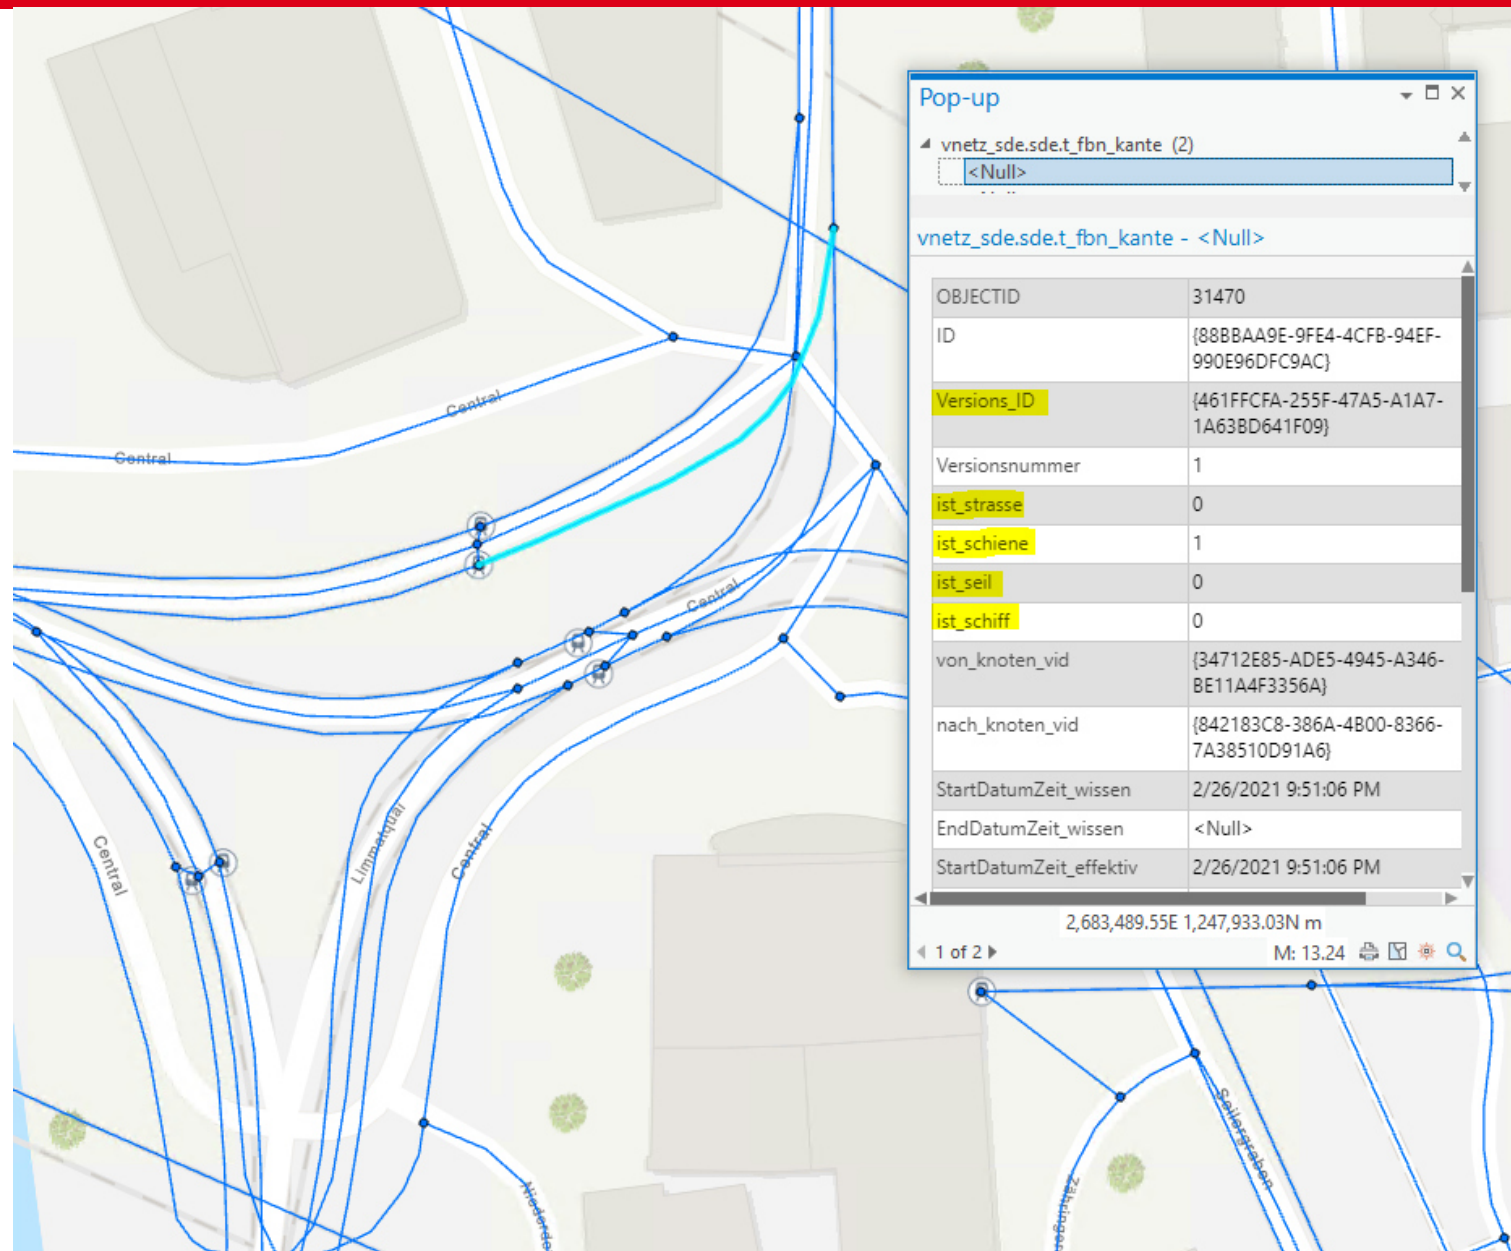 Pop-up
vnetz_sde.sde.t_fbn_kante (2)
<Null>
vnetz_sde.sde.t_fbn_kante - <Null>
OBJECTID 31470
ID {88BBAA9E-9FE4-4CFB-94EF-
990E96DFC9AC}
Versions_ID {461FFCFA-255F-47A5-A1A7-
1A63BD641F09}
Versionsnummer 1
ist_strasse 0
ist_schiene 1
ist_seil 0
ist_schiff 0
von_knoten_vid {34712E85-ADE5-4945-A346-
BE11A4F3356A}
nach_knoten_vid {842183C8-386A-4B00-8366-
7A38510D91A6}
StartDatumZeit_wissen 2/26/2021 9:51:06 PM
EndDatumZeit_wissen <Null>
StartDatumZeit_effektiv 2/26/2021 9:51:06 PM
2,683,489.55E 1,247,933.03N m
1 of 2
M: 13.24
Central
Central
Central
Central
Limmatquai
Central
Niederdo
Seilergraben
Zähringer